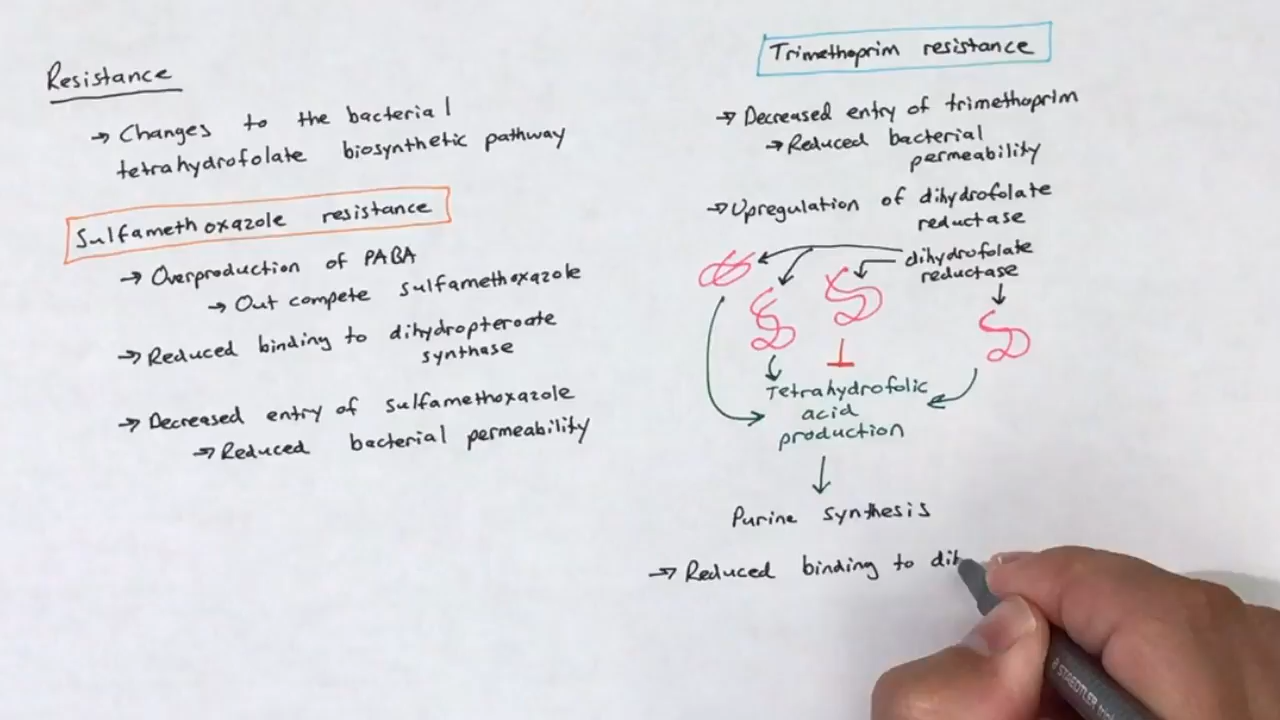 Resistance
→ Changes to the bacterial
tetrahydrofolate biosynthetic pathway
Sulfamethoxazole resistance
→ Overproduction of PABA
→ Out compete sulfamethoxazole
→ Reduced binding to dihydropteroate
synthase
→ Decreased entry of sulfamethoxazole
→ Reduced bacterial permeability
Trimethoprim resistance
→ Decreased entry of trimethoprim
→ Reduced bacterial
permeability
→ Upregulation of dihydrofolate
reductase
dihydrofolate
reductase
Tetrahydrofolic
acid
production
Purine synthesis
→ Reduced binding to dih
STAEDTLER